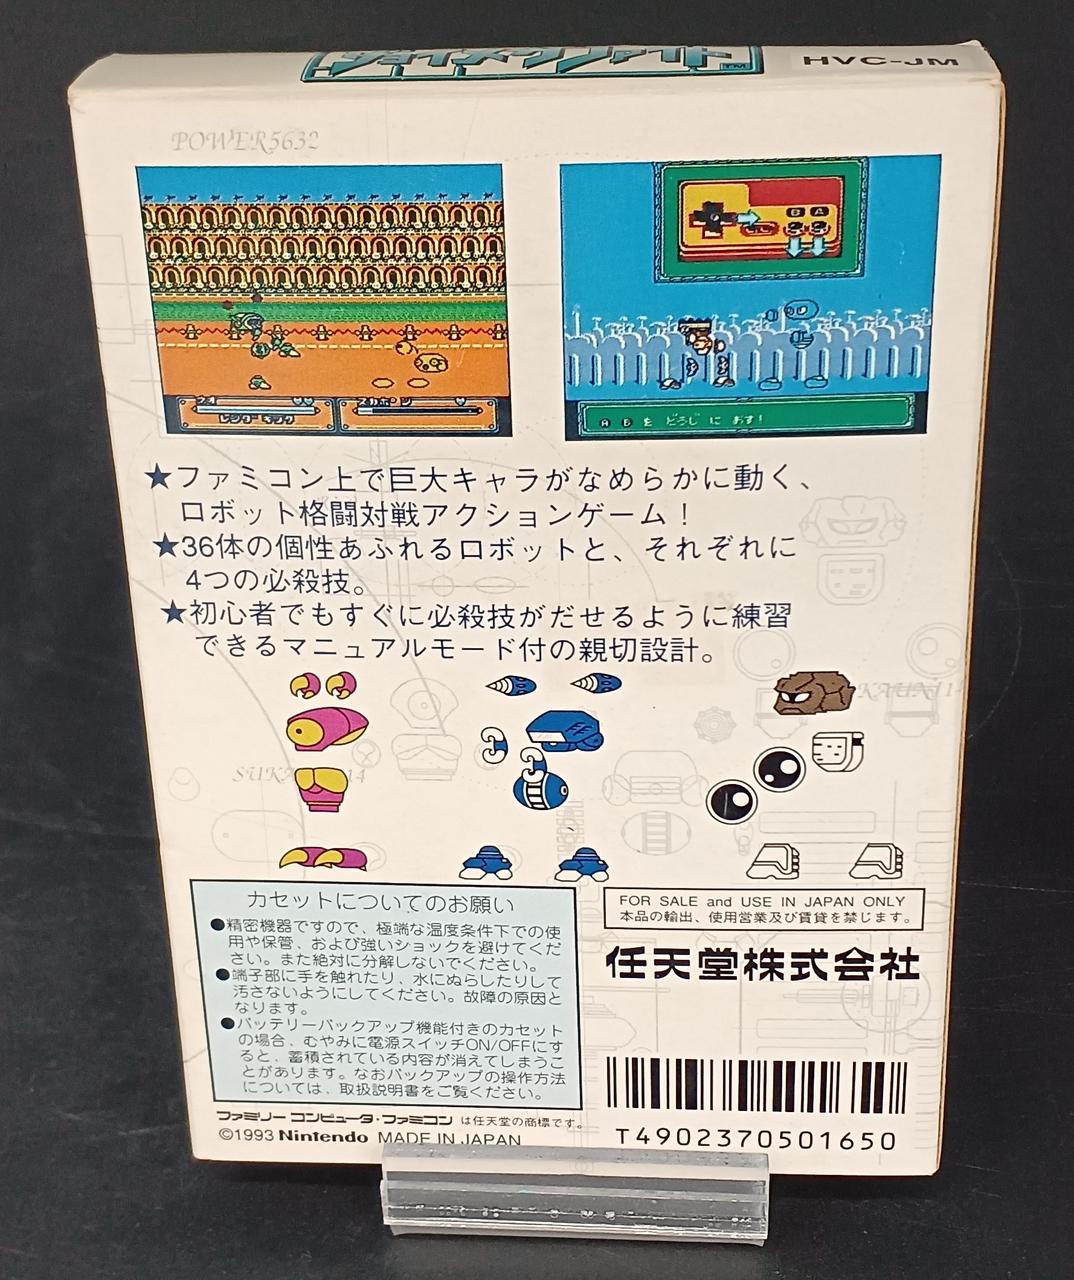 ジョイメカファイト
TM
HVC-JM
POWER5632
B A
A B を どうじ に おす!
★ファミコン上で巨大キャラがなめらかに動く、
ロボット格闘対戦アクションゲーム!
★36体の個性あふれるロボットと、それぞれに
4つの必殺技。
★初心者でもすぐに必殺技がだせるように練習
できるマニュアルモード付の親切設計。
カセットについてのお願い
●精密機器ですので、極端な温度条件下での使
用や保管、および強いショックを避けてくだ
さい。また絶対に分解しないでください。
●端子部に手を触れたり、水にぬらしたりして
汚さないようにしてください。故障の原因と
なります。
●バッテリーバックアップ機能付きのカセット
の場合、むやみに電源スイッチON/OFFにす
ると、蓄積されている内容が消えてしまうこ
とがあります。なおバックアップの操作方法
については、取扱説明書をご覧ください。
ファミリーコンピュータ・ファミコン は任天堂の商標です。
©1993 Nintendo MADE IN JAPAN
FOR SALE and USE IN JAPAN ONLY
本品の輸出、使用営業及び賃貸を禁じます。
任天堂株式会社
T4902370501650